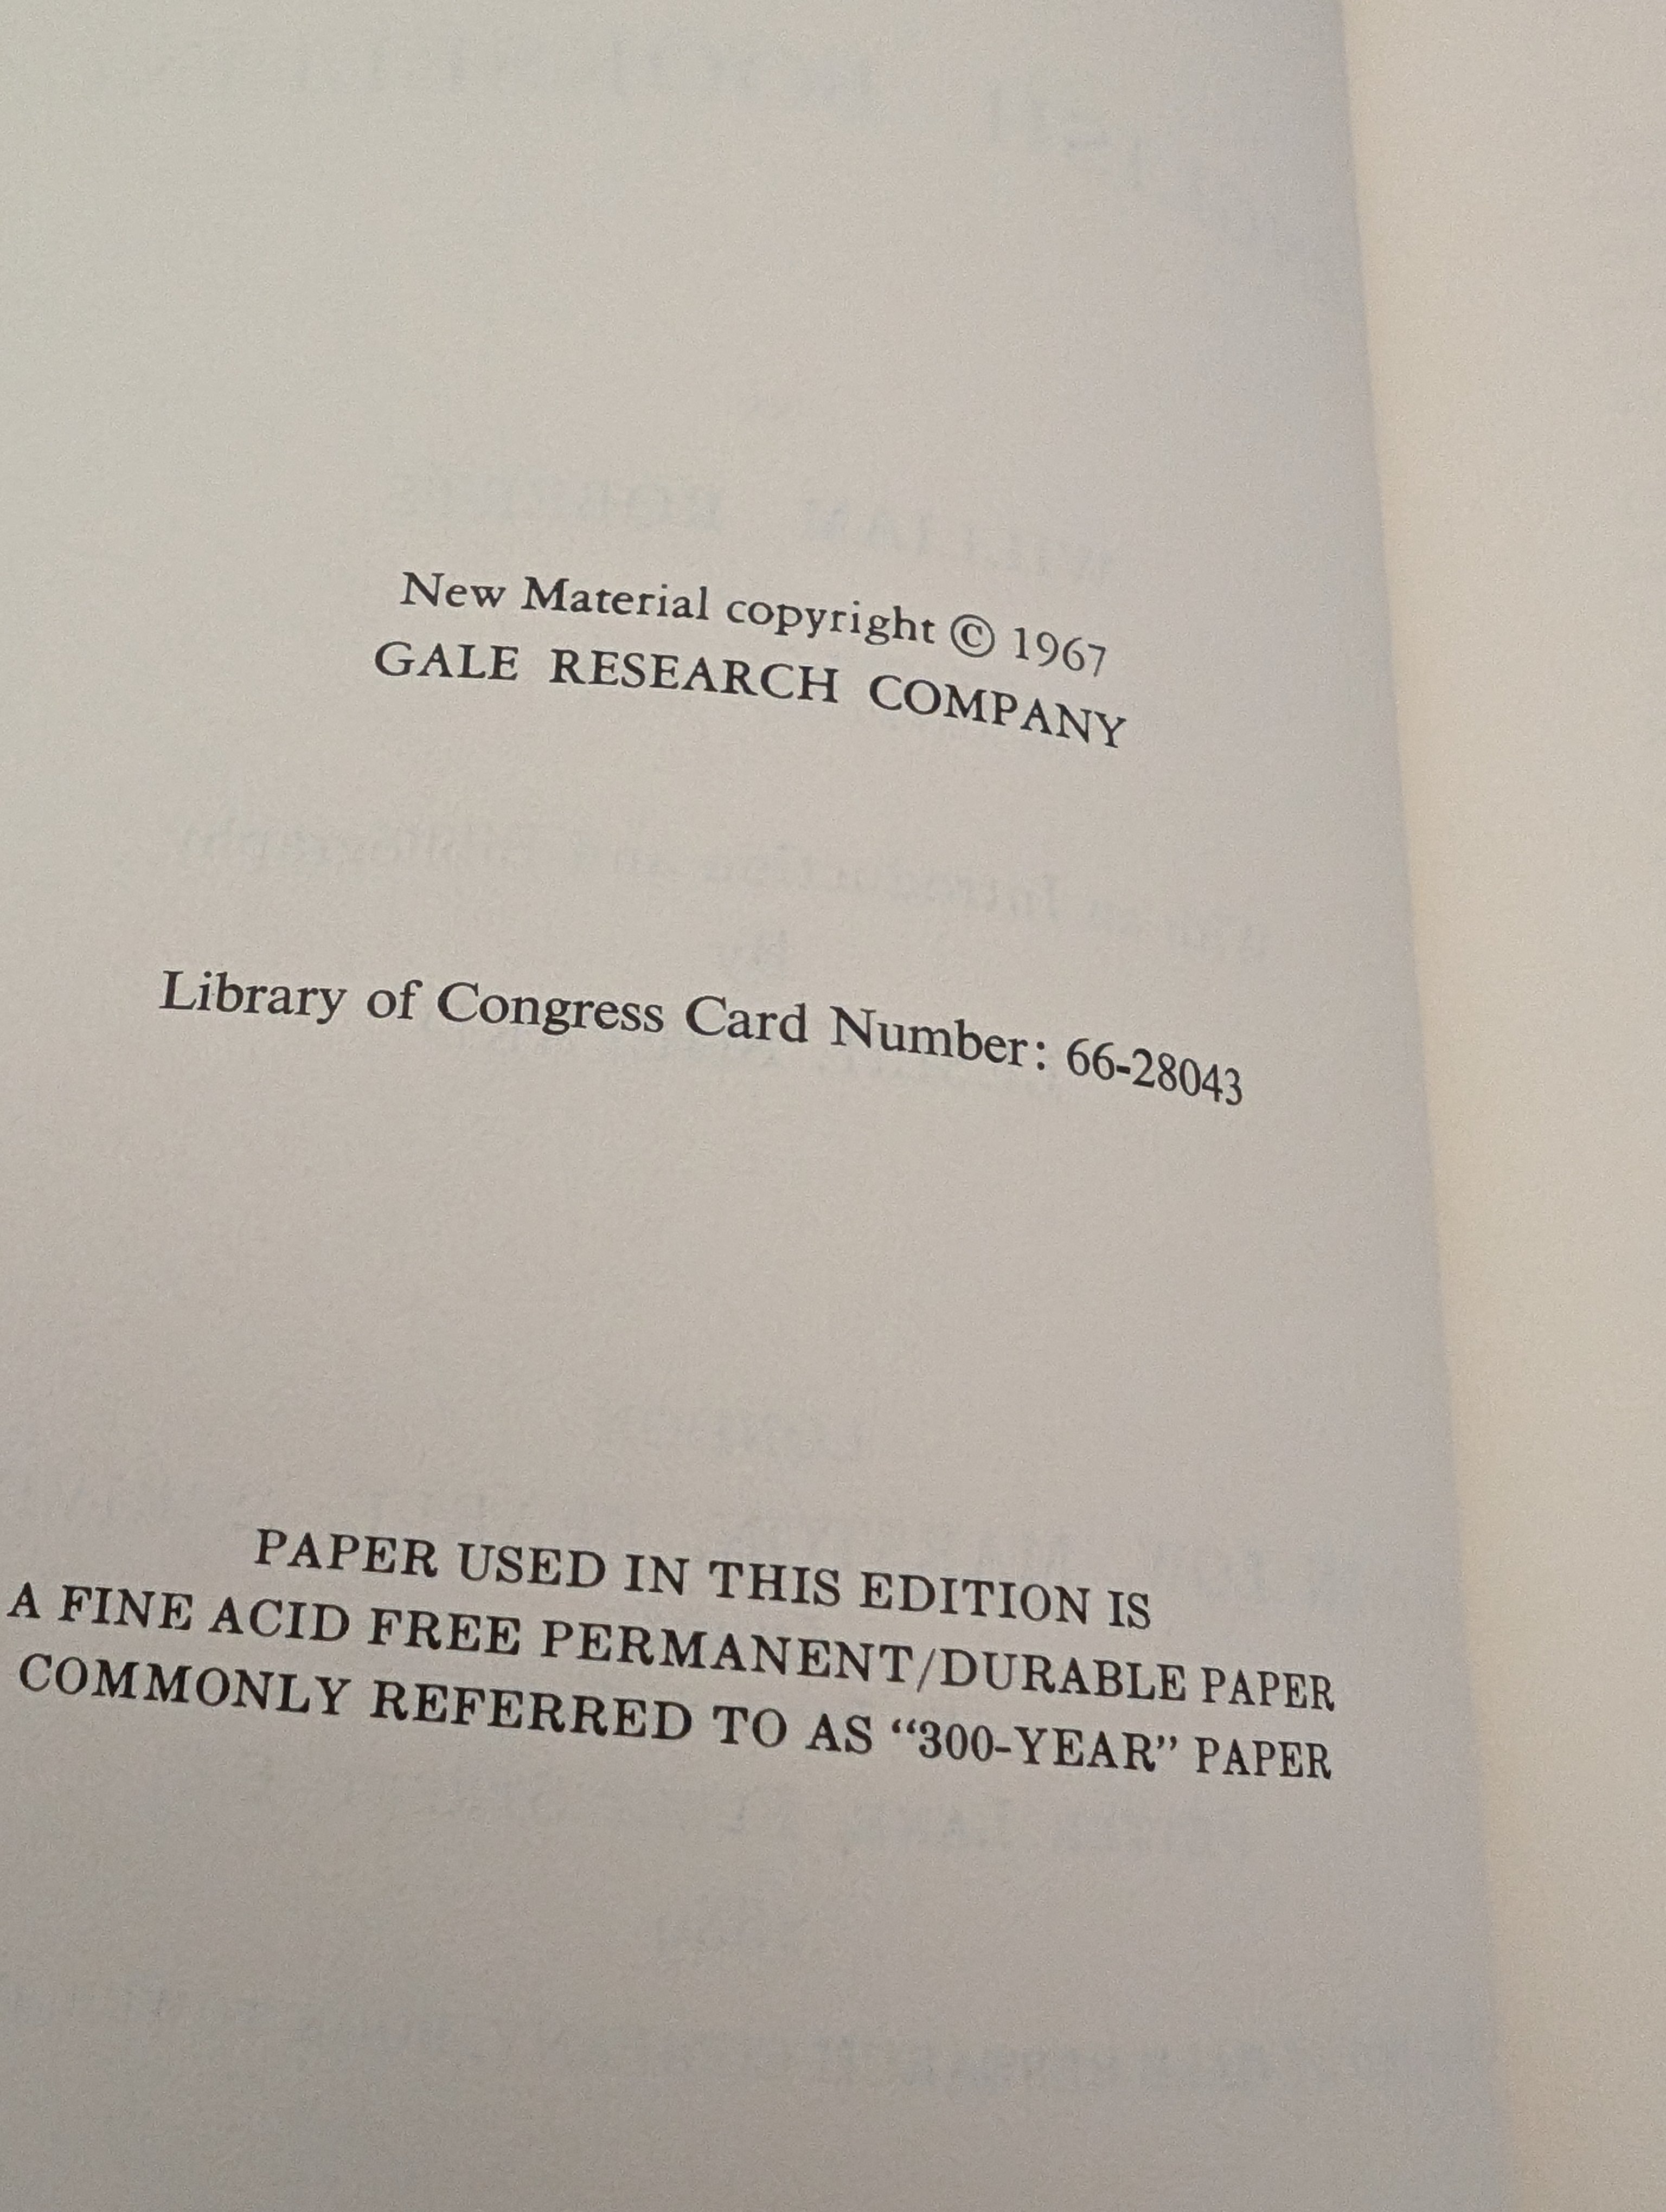 New Material copyright © 1967
GALE RESEARCH COMPANY
Library of Congress Card Number: 66-28043
PAPER USED IN THIS EDITION IS
A FINE ACID FREE PERMANENT/DURABLE PAPER
COMMONLY REFERRED TO AS “300-YEAR” PAPER